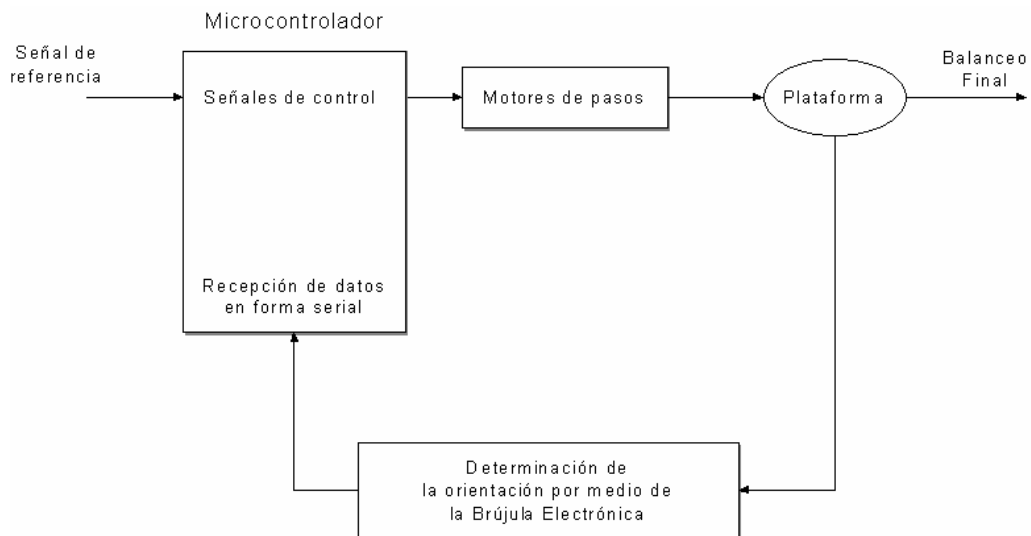 Microcontrolador
Señal de
referencia
Señales de control
Motores de pasos
Plataforma
Balanceo
Final
Recepción de datos
en forma serial
Determinación de
la orientación por medio de
la Brújula Electrónica